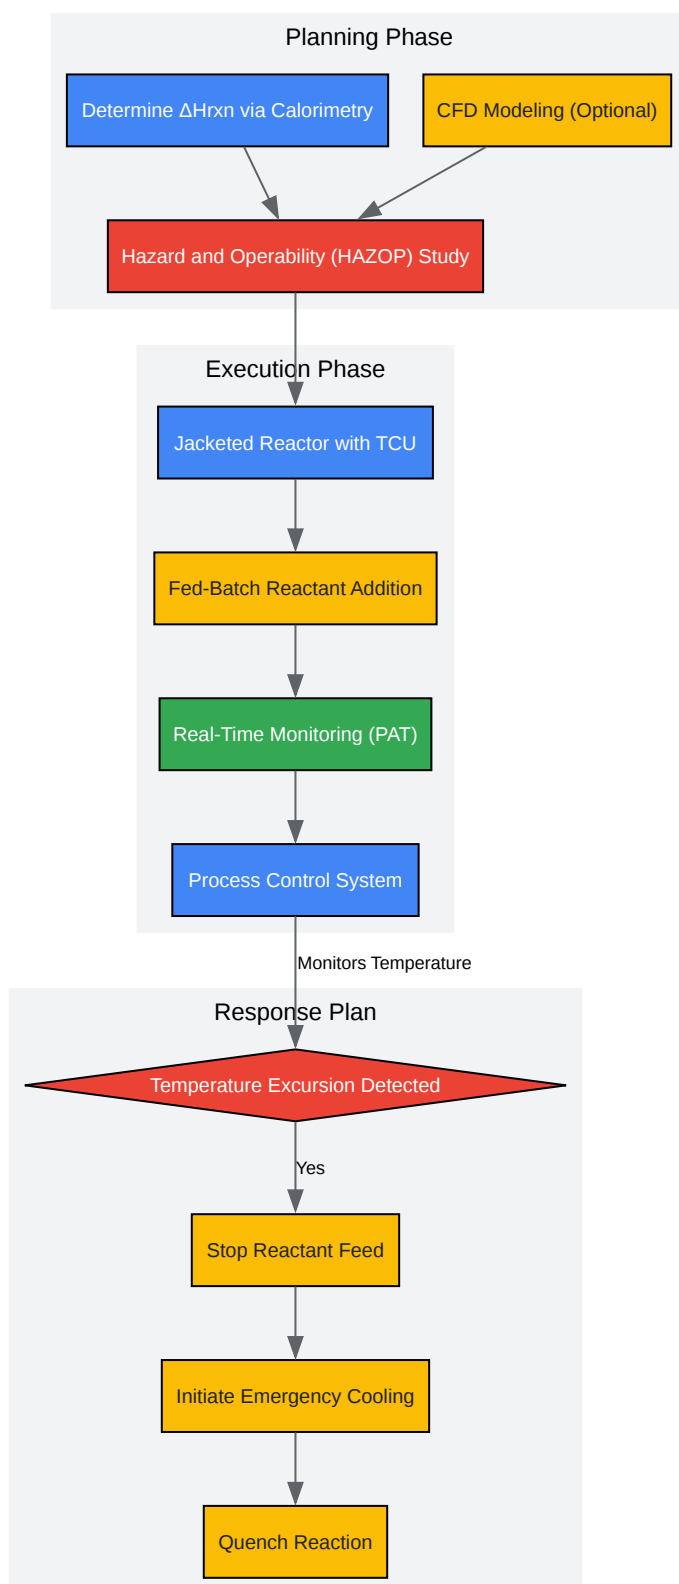 Planning Phase
Determine ΔHrxn via Calorimetry
CFD Modeling (Optional)
Hazard and Operability (HAZOP) Study
Execution Phase
Jacketed Reactor with TCU
Fed-Batch Reactant Addition
Real-Time Monitoring (PAT)
Process Control System
Monitors Temperature
Response Plan
Temperature Excursion Detected
Yes
Stop Reactant Feed
Initiate Emergency Cooling
Quench Reaction